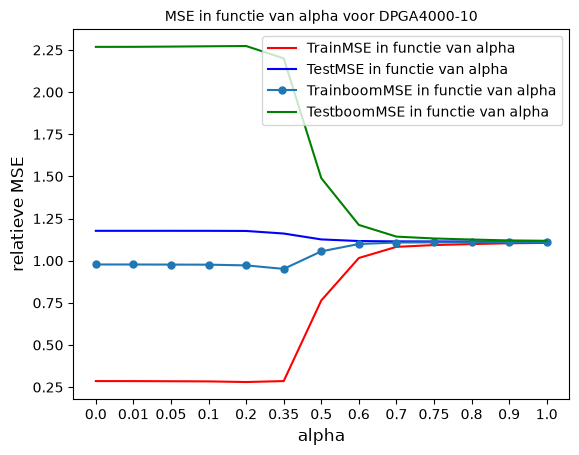 MSE in functie van alpha voor DPGA4000-10
TrainMSE in functie van alpha
TestMSE in functie van alpha
TrainboomMSE in functie van alpha
TestboomMSE in functie van alpha
relatieve MSE
2.25
2.00
1.75
1.50
1.25
1.00
0.75
0.50
0.25
0.0 0.01 0.05 0.1 0.2 0.35 0.5 0.6 0.7 0.75 0.8 0.9 1.0
alpha